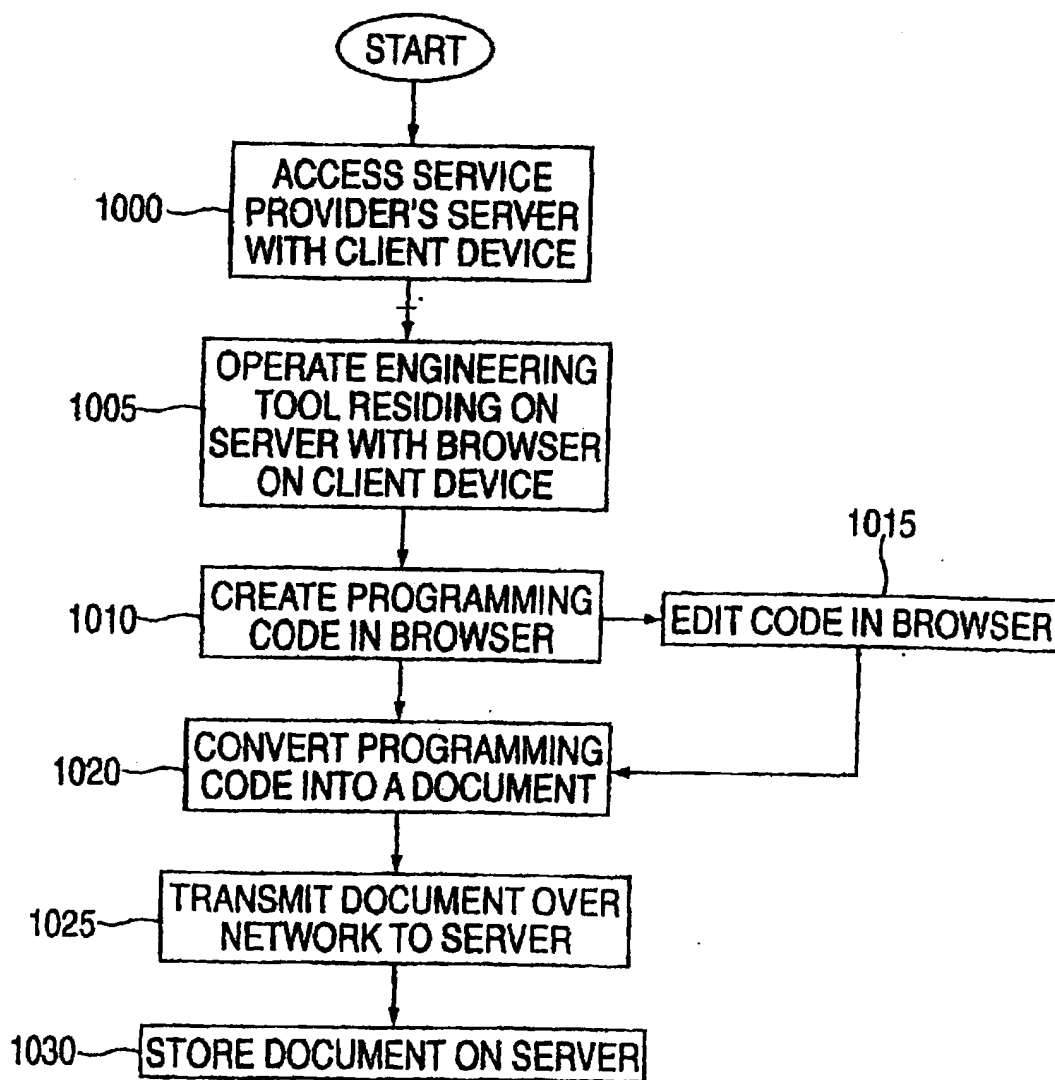 START
1000
ACCESS SERVICE
PROVIDER'S SERVER
WITH CLIENT DEVICE
1005
OPERATE ENGINEERING
TOOL RESIDING ON
SERVER WITH BROWSER
ON CLIENT DEVICE
1010
CREATE PROGRAMMING
CODE IN BROWSER
1015
EDIT CODE IN BROWSER
1020
CONVERT PROGRAMMING
CODE INTO A DOCUMENT
1025
TRANSMIT DOCUMENT OVER
NETWORK TO SERVER
1030
STORE DOCUMENT ON SERVER